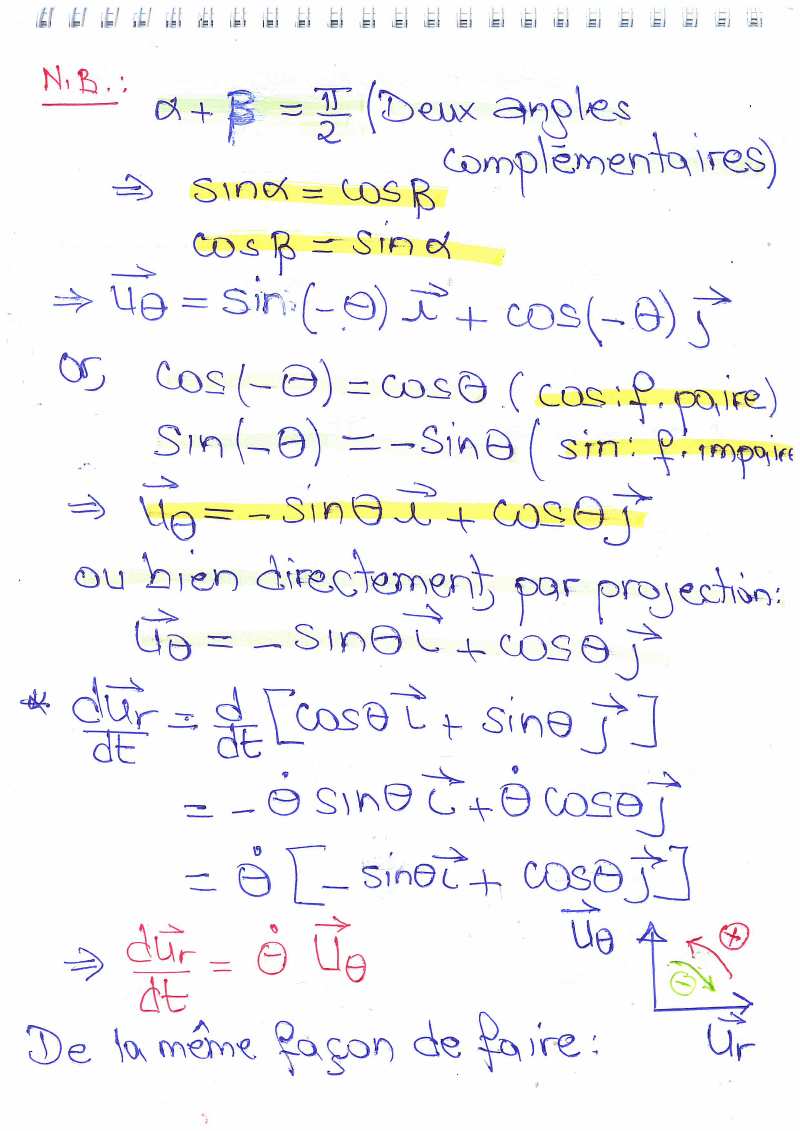 N.B.:
α + β = π/2 (Deux angles
complémentaires)
⇒ sinα = cosβ
cosβ = sinα
⇒ u⃗θ = sin(-θ) i⃗ + cos(-θ) j⃗
or, cos(-θ) = cosθ (cos: f. paire)
sin(-θ) = -sinθ (sin: f. impaire
⇒ u⃗θ = -sinθ i⃗ + cosθ j⃗
ou bien directement, par projection:
u⃗θ = -sinθ i⃗ + cosθ j⃗
* du⃗r/dt = d/dt [cosθ i⃗ + sinθ j⃗]
= -θ̇ sinθ i⃗ + θ̇ cosθ j⃗
= θ̇ [-sinθ i⃗ + cosθ j⃗]
⇒ du⃗r/dt = θ̇ u⃗θ
u⃗θ
+
-
u⃗r
De la même façon de faire: